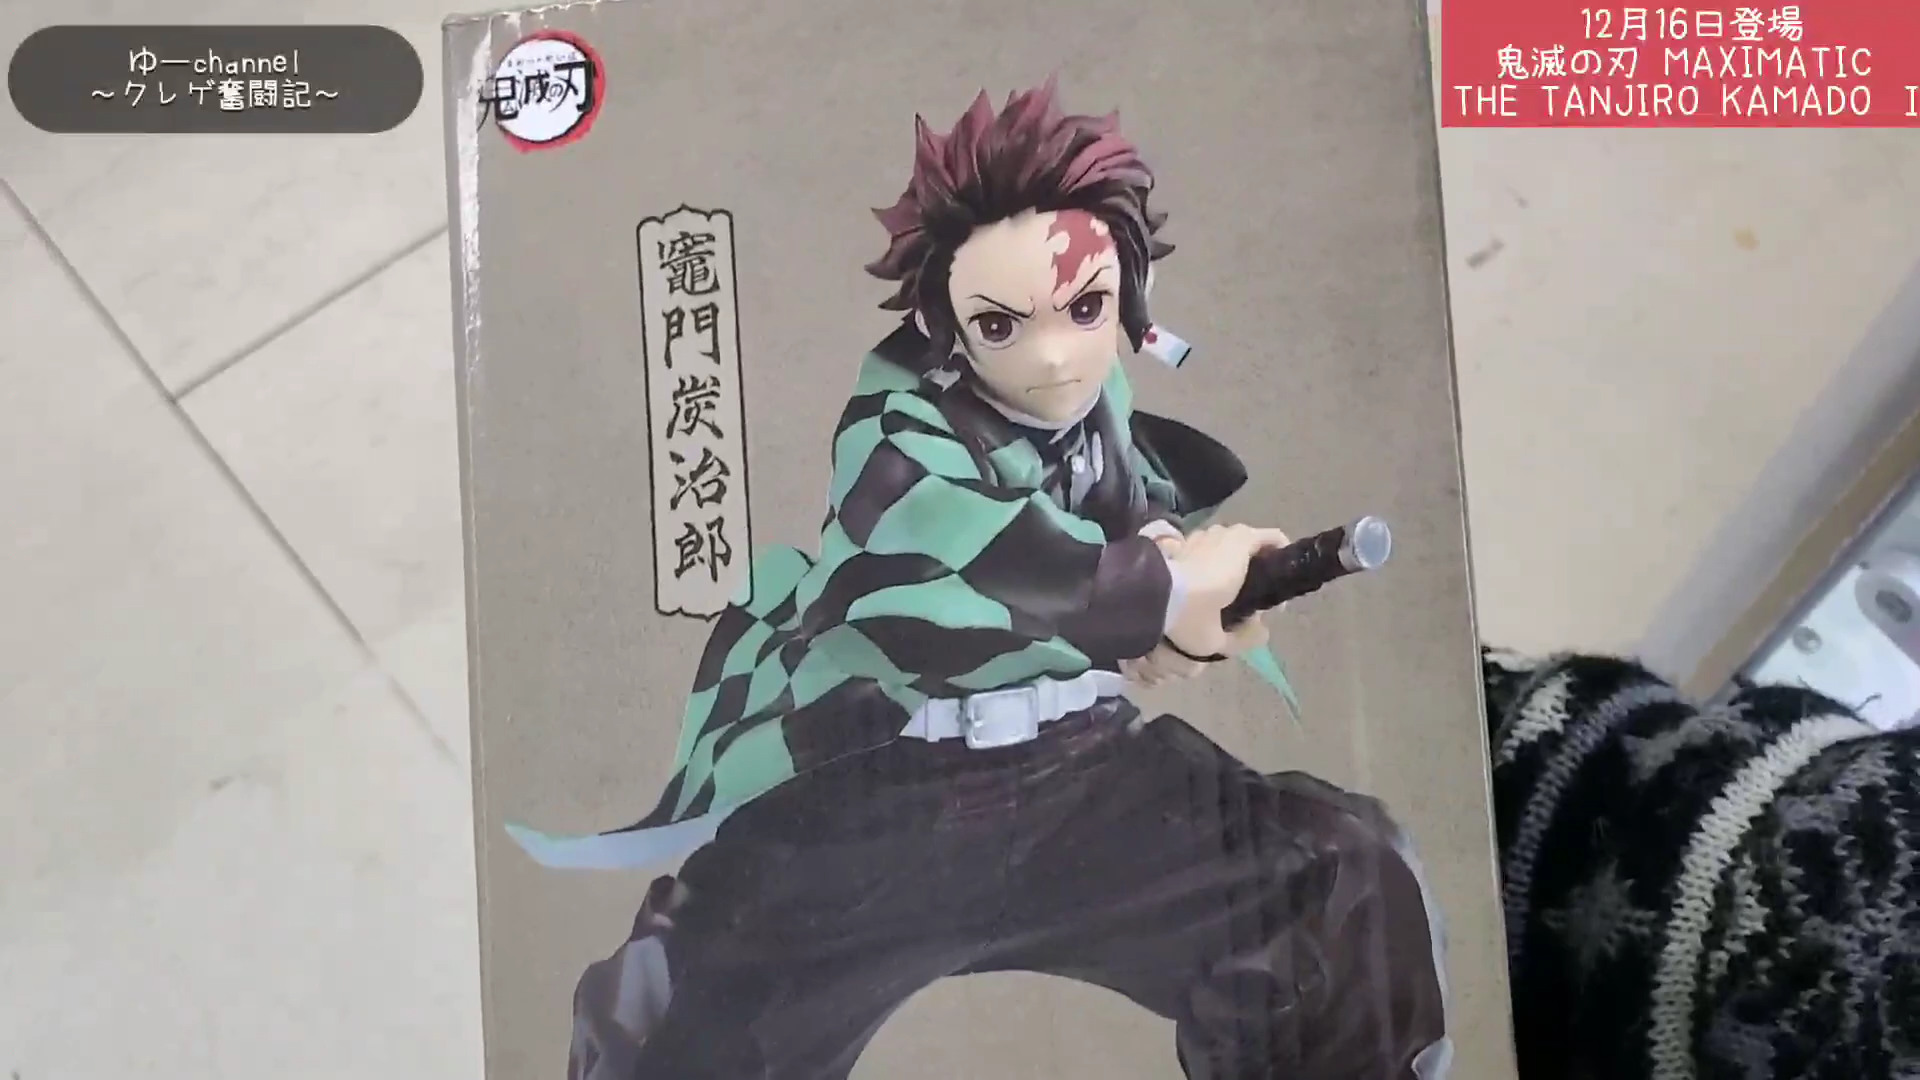 ゆーchannel
~クレゲ奮闘記~
12月16日登場
鬼滅の刃 MAXIMATIC
THE TANJIRO KAMADO I
鬼滅の刃
竈門炭治郎